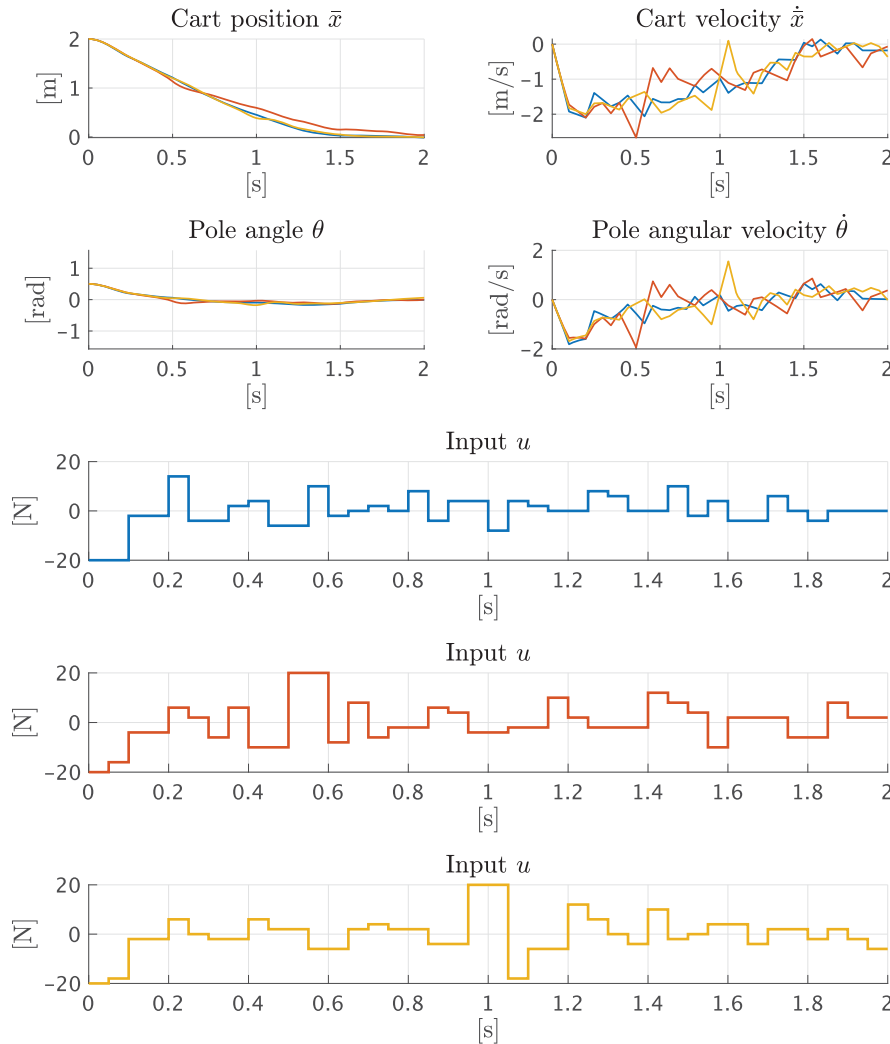 Cart position x̄
Cart velocity ẋ̄
[m]
2
1
0
0 0.5 1 1.5 2
[s]
[m/s]
0
-1
-2
0 0.5 1 1.5 2
[s]
Pole angle θ
Pole angular velocity θ̇
[rad]
1
0
-1
0 0.5 1 1.5 2
[s]
[rad/s]
2
0
-2
0 0.5 1 1.5 2
[s]
Input u
[N]
20
0
-20
0 0.2 0.4 0.6 0.8 1 1.2 1.4 1.6 1.8 2
[s]
Input u
[N]
20
0
-20
0 0.2 0.4 0.6 0.8 1 1.2 1.4 1.6 1.8 2
[s]
Input u
[N]
20
0
-20
0 0.2 0.4 0.6 0.8 1 1.2 1.4 1.6 1.8 2
[s]